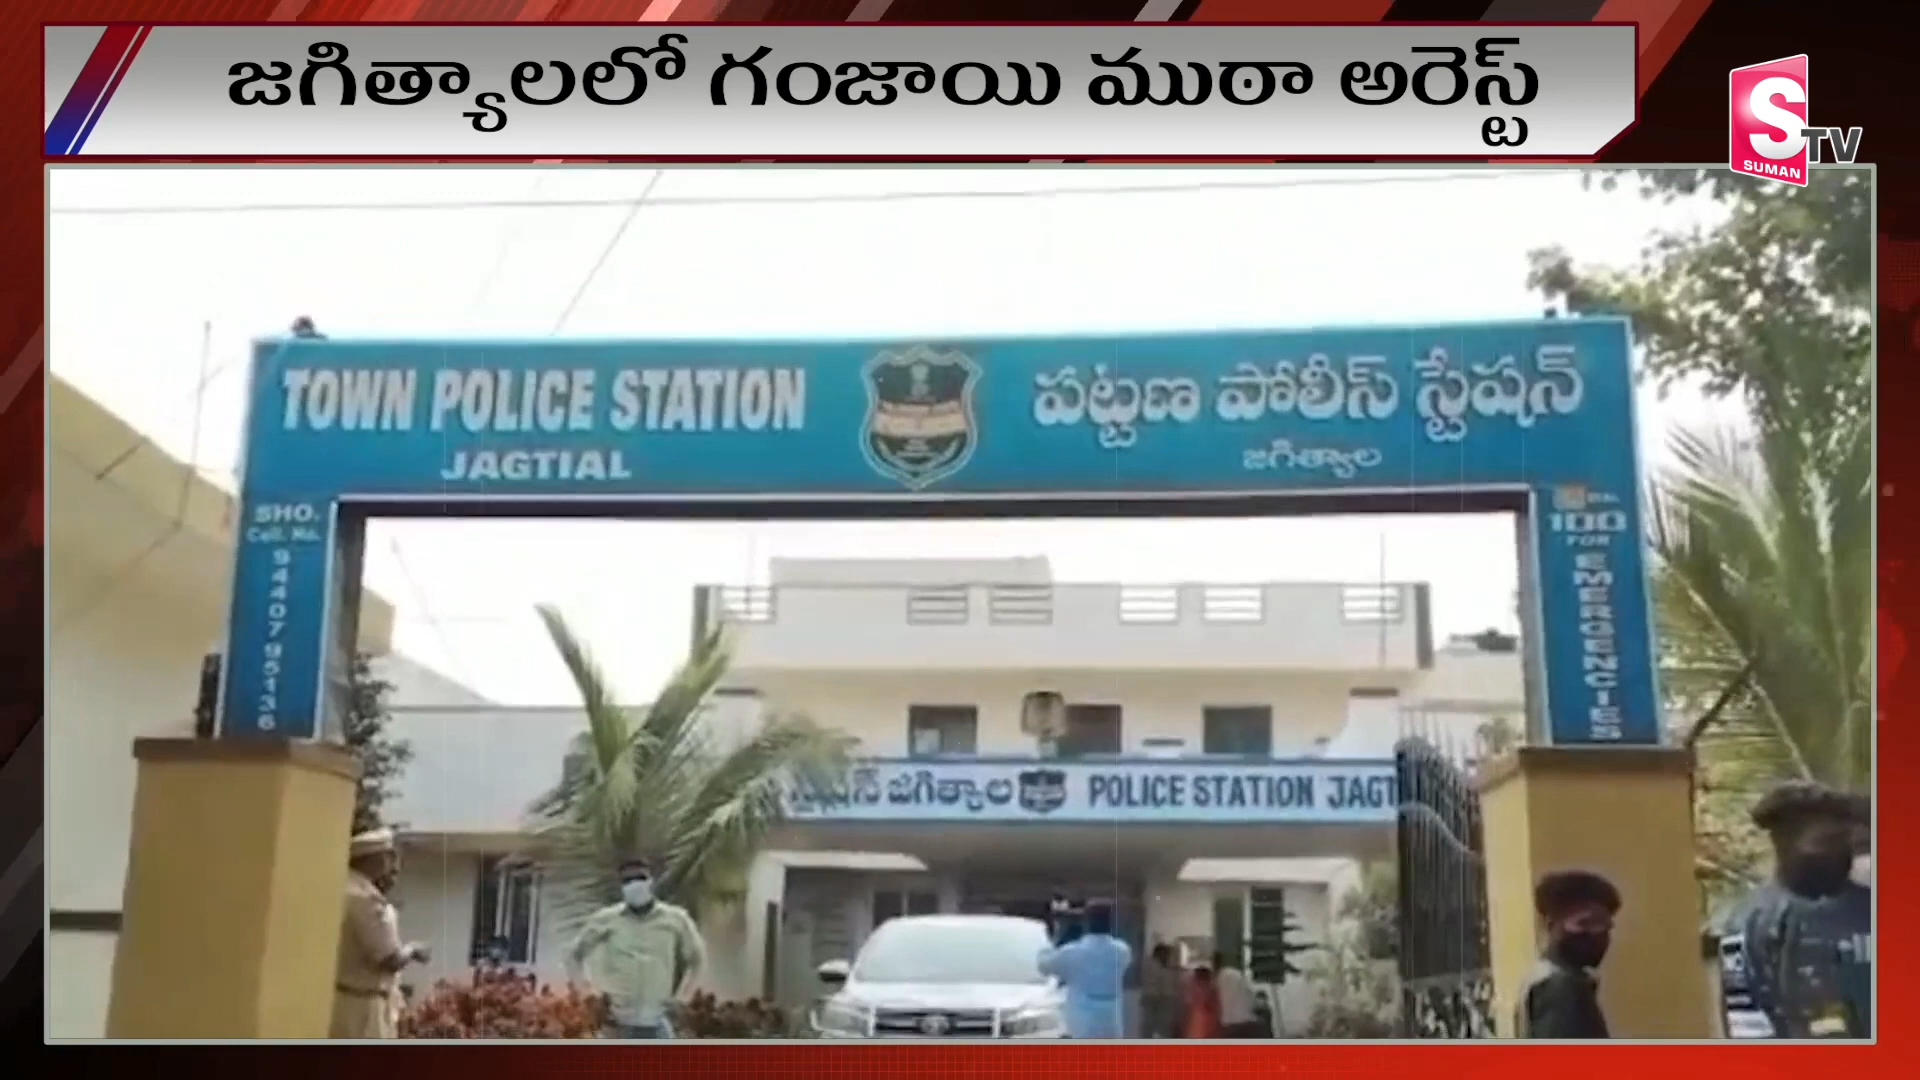 జగిత్యాలలో గంజాయి ముఠా అరెస్ట్
S TV
SUMAN
TOWN POLICE STATION
JAGTIAL
పట్టణ పోలీస్ స్టేషన్
జగిత్యాల
SHO.
Cell. No.
9440795136
100
FOR
EMERGENCIES
జగిత్యాల POLICE STATION